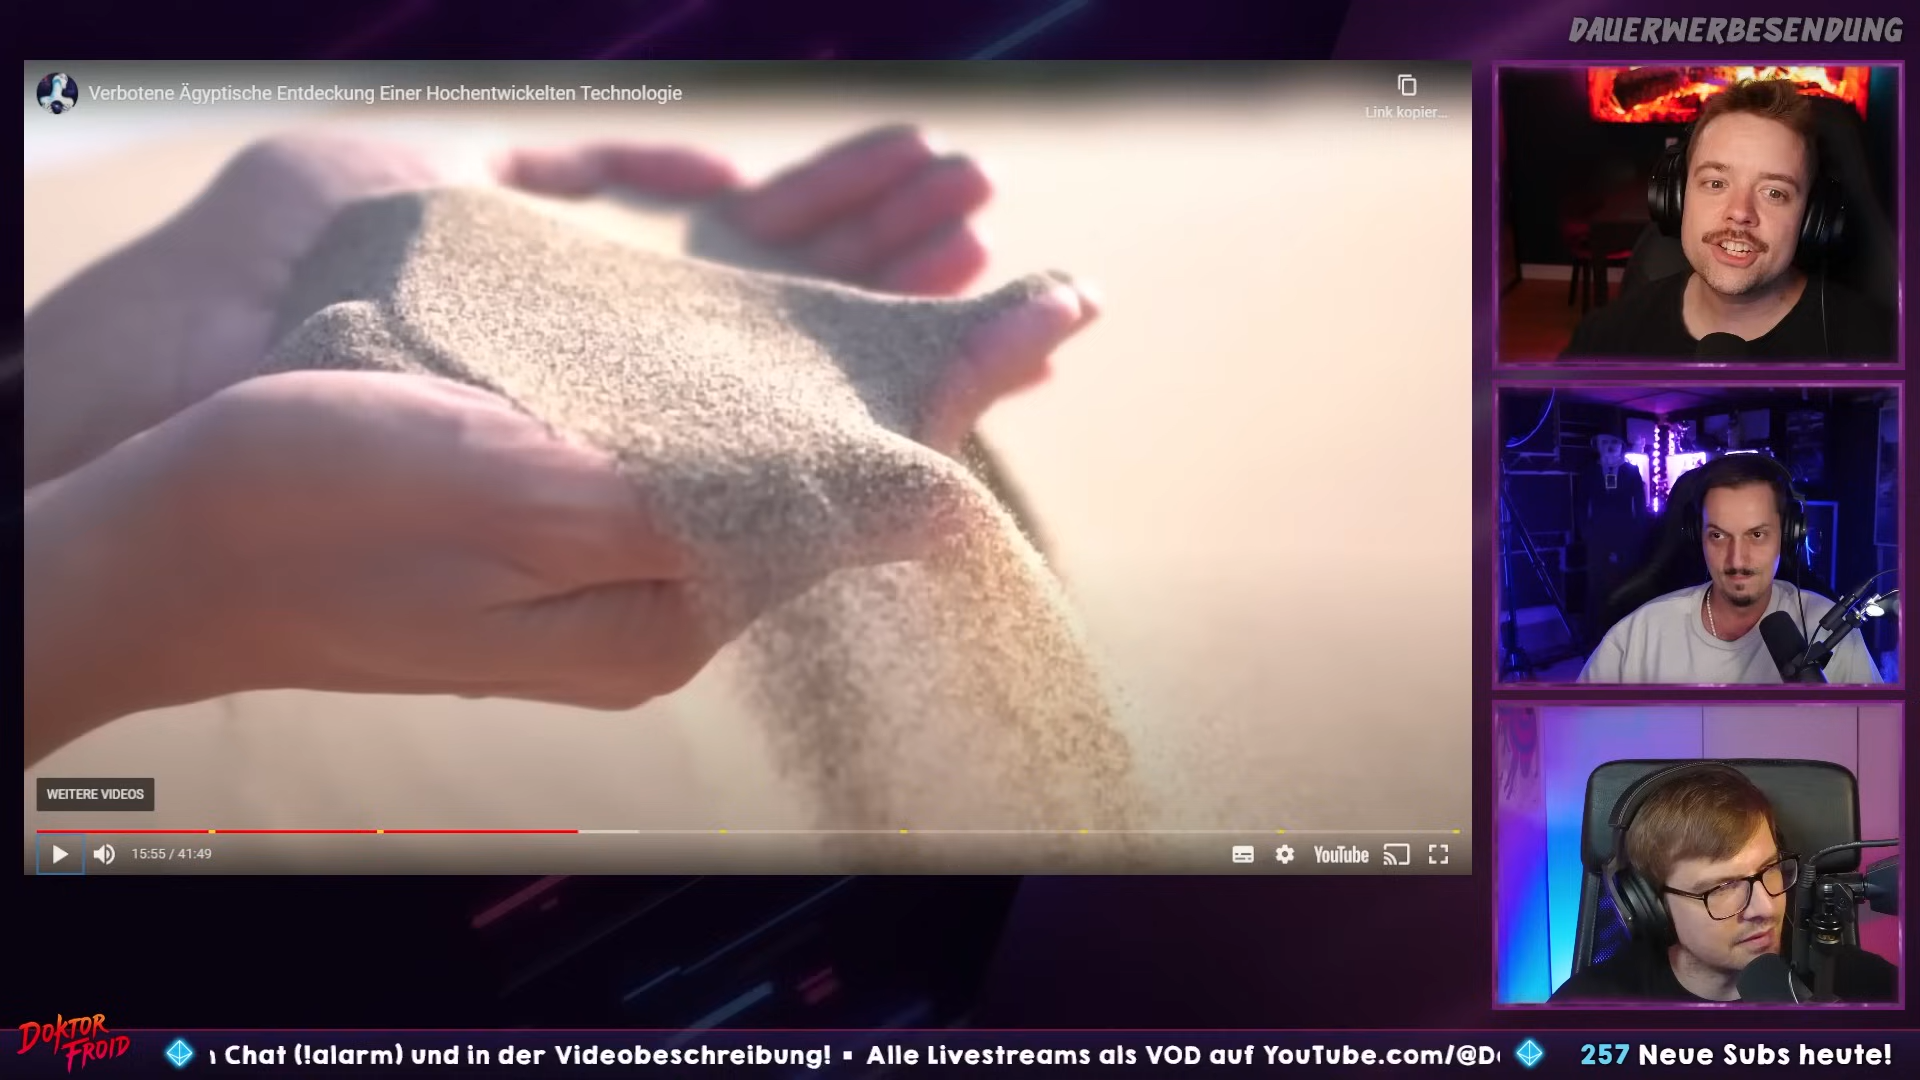 DAUERWERBESENDUNG
Verbotene Ägyptische Entdeckung Einer Hochentwickelten Technologie
Link kopier...
WEITERE VIDEOS
15:55 / 41:49
YouTube
DOKTOR
FROID
Chat (!alarm) und in der Videobeschreibung! ▪ Alle Livestreams als VOD auf YouTube.com/@D
257 Neue Subs heute!